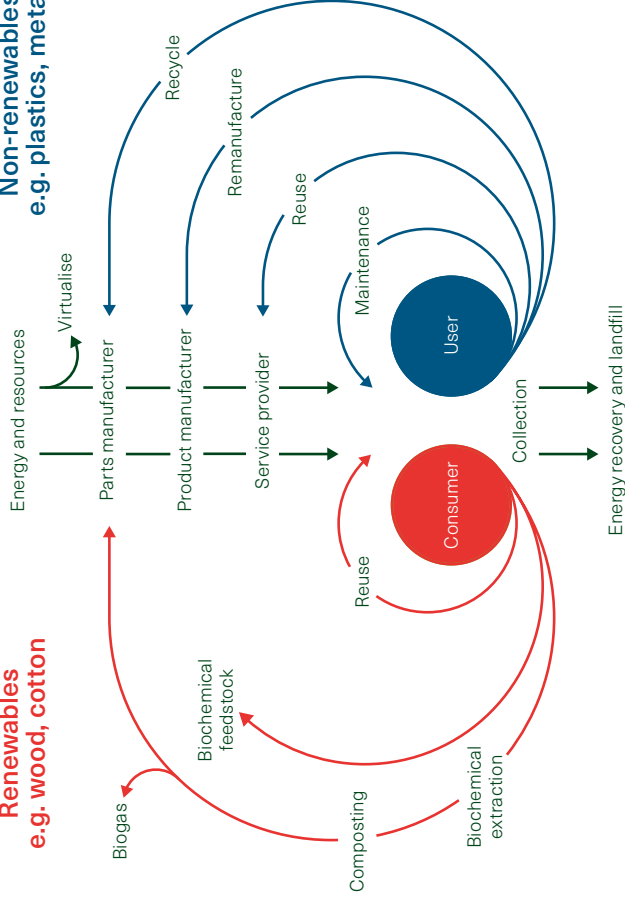 Renewables
e.g. wood, cotton
Non-renewables
e.g. plastics, meta
Energy and resources
Virtualise
Parts manufacturer
Product manufacturer
Service provider
Recycle
Remanufacture
Reuse
Maintenance
User
Consumer
Reuse
Biogas
Biochemical
feedstock
Composting
Biochemical
extraction
Collection
Energy recovery and landfill